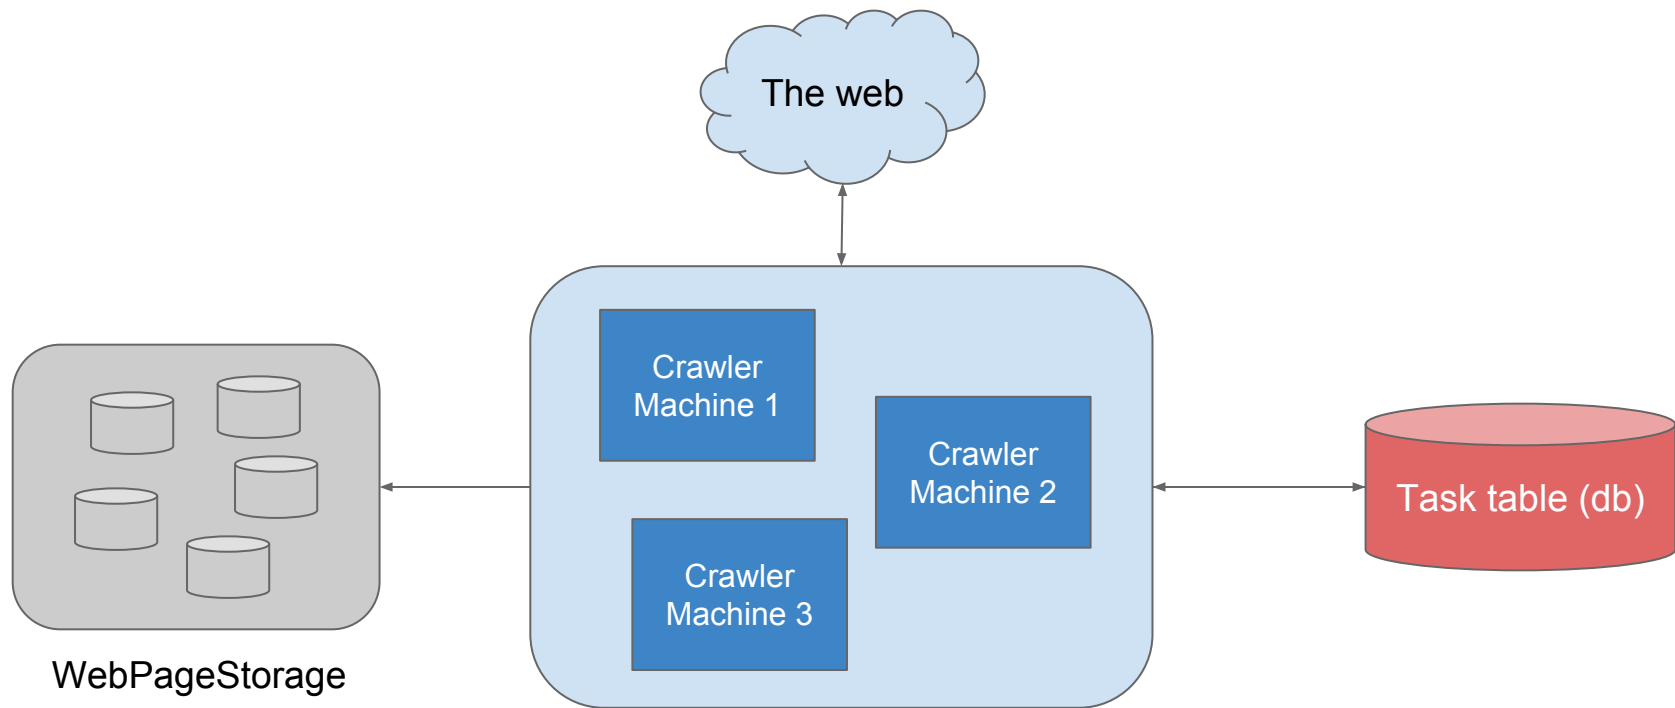 The web
Crawler
Machine 1
Crawler
Machine 2
Crawler
Machine 3
Task table (db)
WebPageStorage